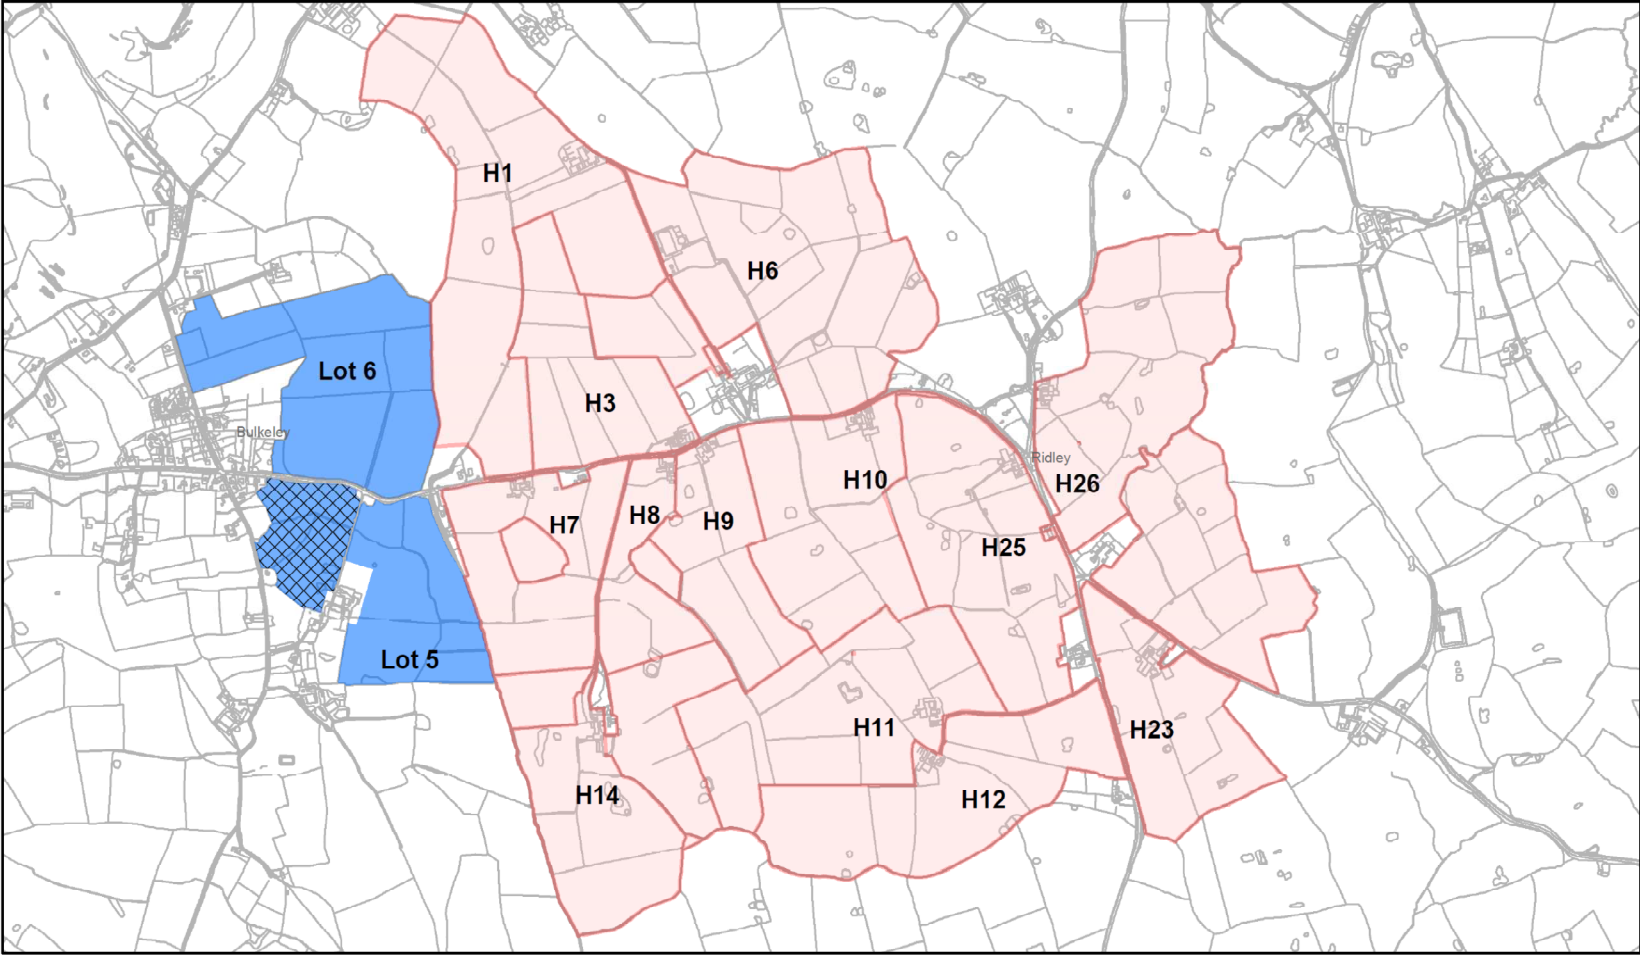 H1
H6
Lot 6
H3
Bulkeley
Ridley
H10
H26
H8
H9
H7
H25
Lot 5
H11
H23
H14
H12